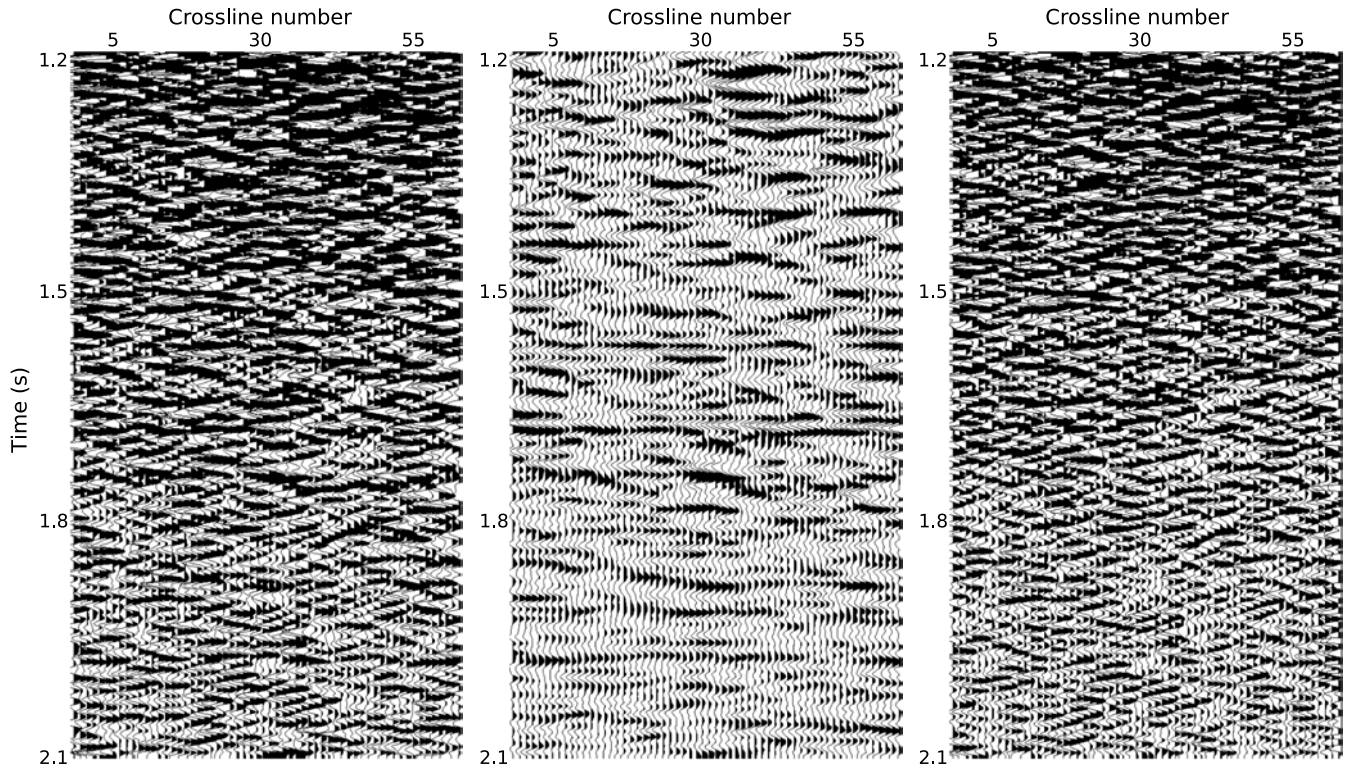 Crossline number Crossline number Crossline number
5 30 55 5 30 55 5 30 55
1.2 1.2 1.2
1.5 1.5 1.5
Time (s)
1.8 1.8 1.8
2.1 2.1 2.1